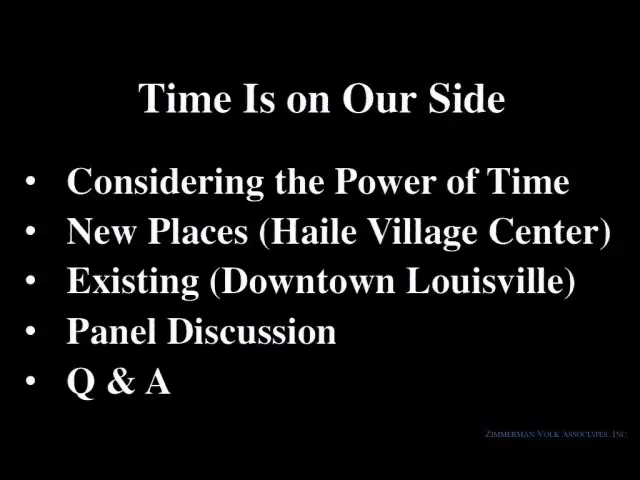 Time Is on Our Side
• Considering the Power of Time
• New Places (Haile Village Center)
• Existing (Downtown Louisville)
• Panel Discussion
• Q & A
ZIMMERMAN/VOLK ASSOCIATES, INC.